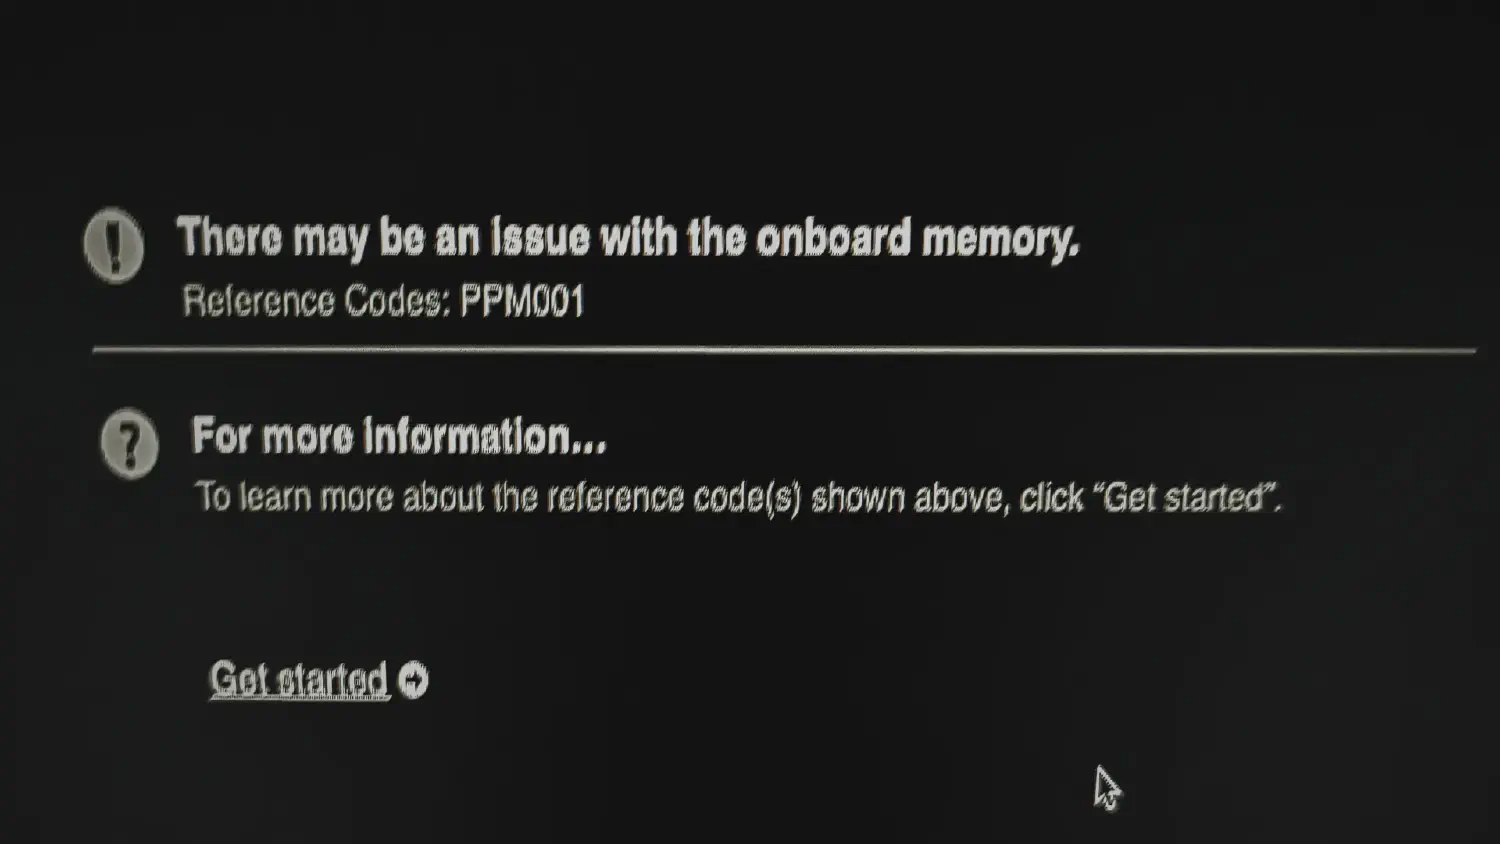 There may be an issue with the onboard memory.
Reference Codes: PPM001
For more information...
To learn more about the reference code(s) shown above, click “Get started”.
Get started